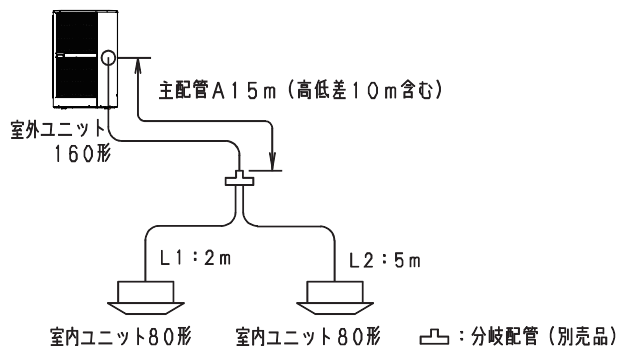 主配管A15m(高低差10m含む)
室外ユニット
160形
L1:2m
L2:5m
室内ユニット80形
室内ユニット80形
:分岐配管(別売品)